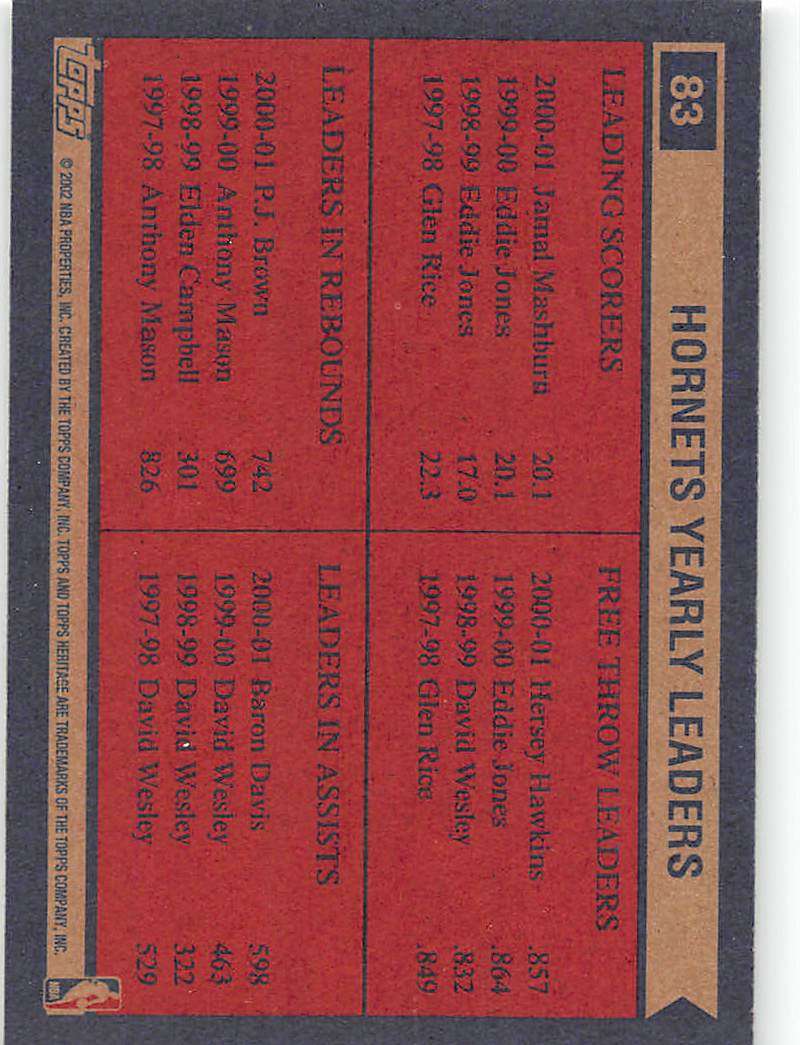 83
HORNETS YEARLY LEADERS
LEADING SCORERS
2000-01 Jamal Mashburn 20.1
1999-00 Eddie Jones 20.1
1998-99 Eddie Jones 17.0
1997-98 Glen Rice 22.3
FREE THROW LEADERS
2000-01 Hersey Hawkins .857
1999-00 Eddie Jones .864
1998-99 David Wesley .832
1997-98 Glen Rice .849
LEADERS IN REBOUNDS
2000-01 P.J. Brown 742
1999-00 Anthony Mason 699
1998-99 Elden Campbell 301
1997-98 Anthony Mason 826
LEADERS IN ASSISTS
2000-01 Baron Davis 598
1999-00 David Wesley 463
1998-99 David Wesley 322
1997-98 David Wesley 529
TOPPS © 2002 NBA PROPERTIES, INC. CREATED BY THE TOPPS COMPANY, INC. TOPPS AND TOPPS HERITAGE ARE TRADEMARKS OF THE TOPPS COMPANY, INC.
NBA